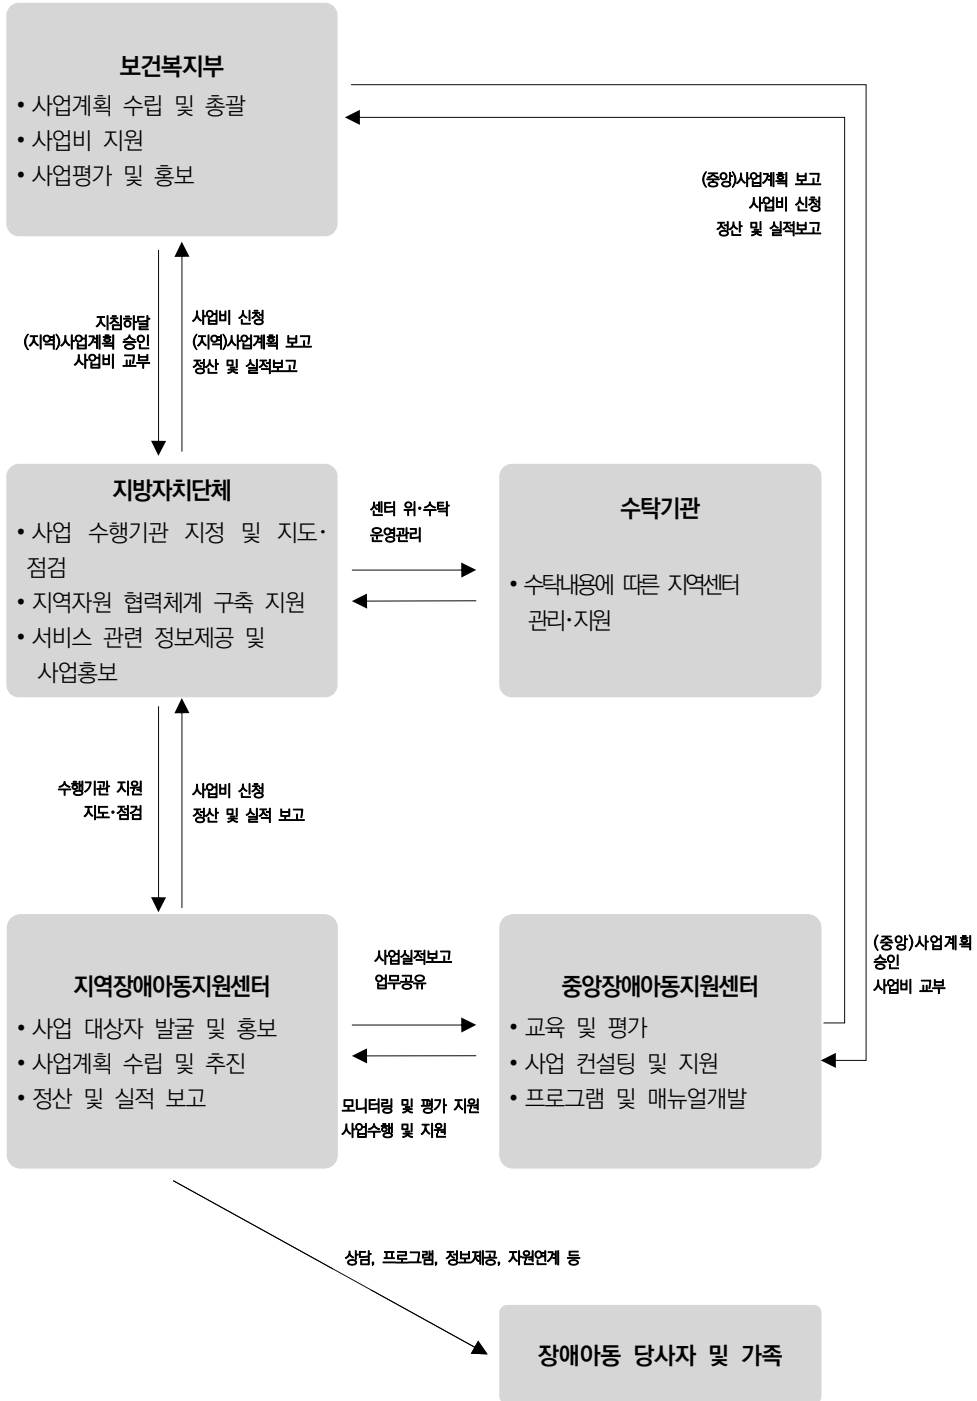 보건복지부
• 사업계획 수립 및 총괄
• 사업비 지원
• 사업평가 및 홍보
(중앙)사업계획 보고
사업비 신청
정산 및 실적보고
지침하달
(지역)사업계획 승인
사업비 교부
사업비 신청
(지역)사업계획 보고
정산 및 실적보고
지방자치단체
• 사업 수행기관 지정 및 지도·
점검
• 지역자원 협력체계 구축 지원
• 서비스 관련 정보제공 및
사업홍보
센터 위·수탁
운영관리
수탁기관
• 수탁내용에 따른 지역센터
관리·지원
수행기관 지원
지도·점검
사업비 신청
정산 및 실적 보고
지역장애아동지원센터
• 사업 대상자 발굴 및 홍보
• 사업계획 수립 및 추진
• 정산 및 실적 보고
사업실적보고
업무공유
모니터링 및 평가 지원
사업수행 및 지원
중앙장애아동지원센터
• 교육 및 평가
• 사업 컨설팅 및 지원
• 프로그램 및 매뉴얼개발
(중앙)사업계획
승인
사업비 교부
상담, 프로그램, 정보제공, 자원연계 등
장애아동 당사자 및 가족